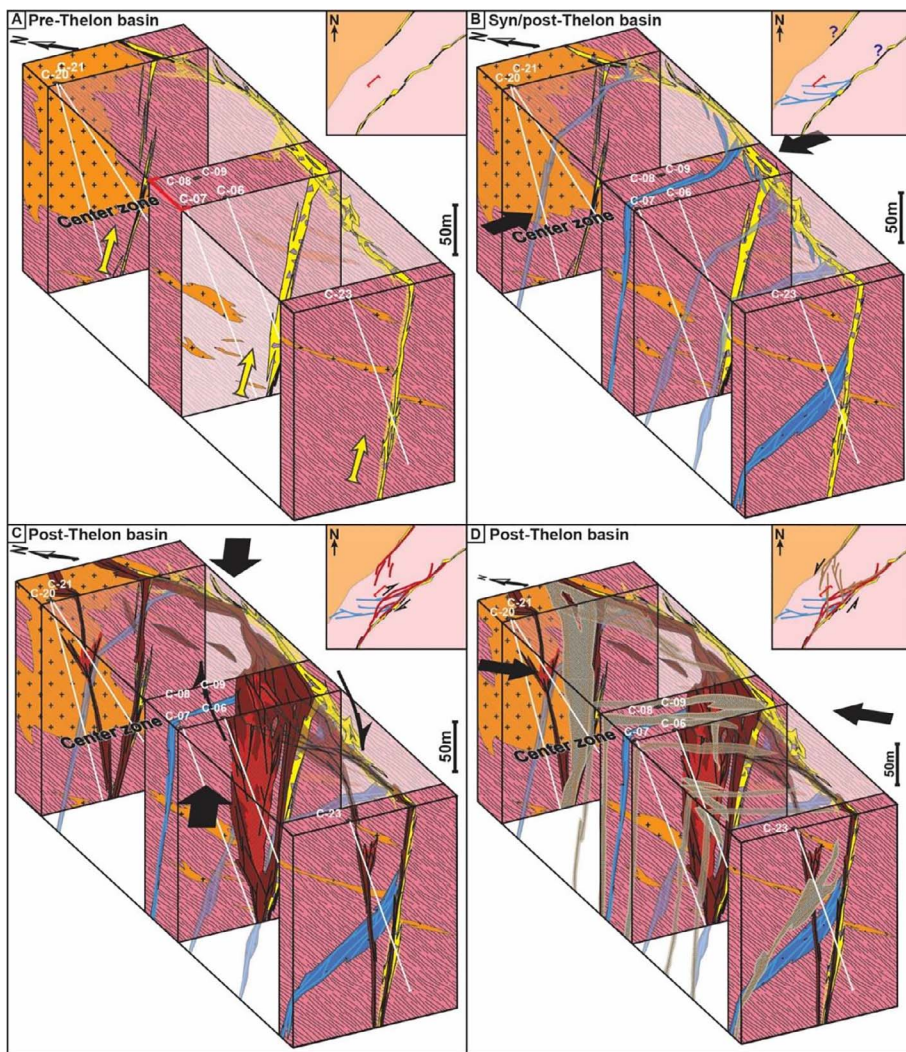 A Pre-Thelon basin
N
N
C-21
C-20
C-09
C-08
C-06
C-07
Center zone
50m
C-23
B Syn/post-Thelon basin
N
N
?
?
C-21
C-20
C-09
C-08
C-06
C-07
Center zone
50m
C-23
C Post-Thelon basin
N
N
C-21
C-20
C-09
C-08
C-06
C-07
Center zone
50m
C-23
D Post-Thelon basin
N
N
C-21
C-20
C-09
C-08
C-06
C-07
Center zone
50m
C-23